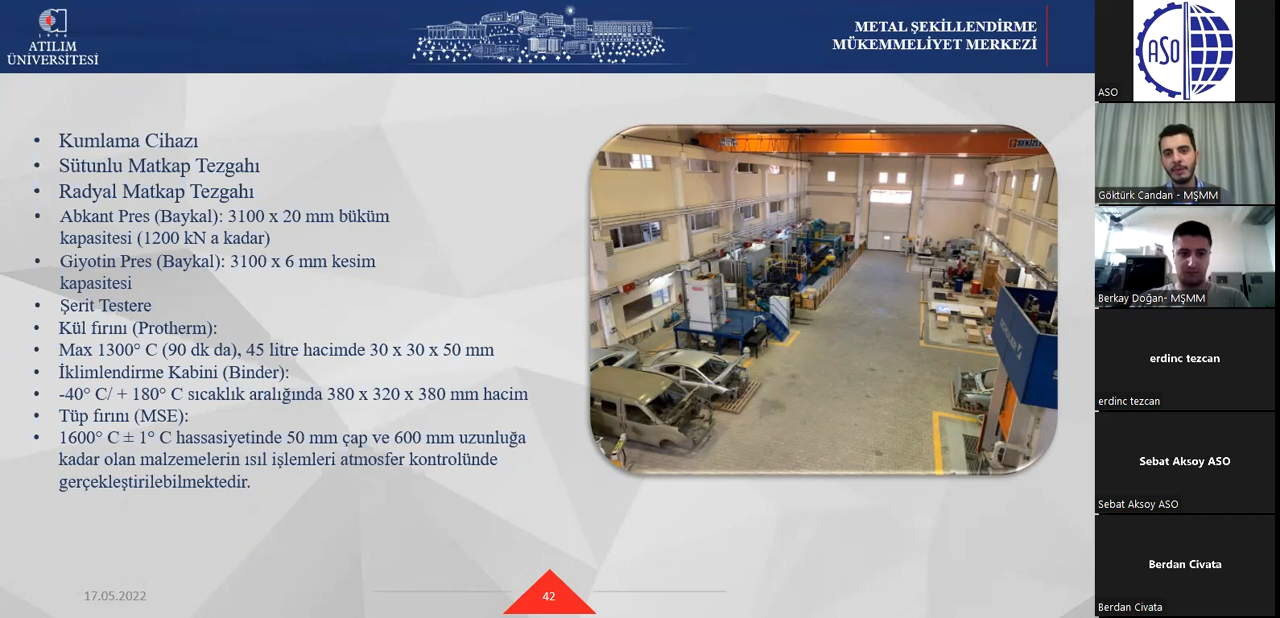 1996
ATILIM
ÜNİVERSİTESİ
METAL ŞEKİLLENDİRME
MÜKEMMELİYET MERKEZİ
• Kumlama Cihazı
• Sütunlu Matkap Tezgahı
• Radyal Matkap Tezgahı
• Abkant Pres (Baykal): 3100 x 20 mm büküm
kapasitesi (1200 kN a kadar)
• Giyotin Pres (Baykal): 3100 x 6 mm kesim
kapasitesi
• Şerit Testere
• Kül fırını (Protherm):
• Max 1300° C (90 dk da), 45 litre hacimde 30 x 30 x 50 mm
• İklimlendirme Kabini (Binder):
• -40° C/ + 180° C sıcaklık aralığında 380 x 320 x 380 mm hacim
• Tüp fırını (MSE):
• 1600° C ± 1° C hassasiyetinde 50 mm çap ve 600 mm uzunluğa
kadar olan malzemelerin ısıl işlemleri atmosfer kontrolünde
gerçekleştirilebilmektedir.
17.05.2022
42
ASO
ASO
Göktürk Candan - MŞMM
Berkay Doğan- MŞMM
erdinc tezcan
erdinc tezcan
Sebat Aksoy ASO
Sebat Aksoy ASO
Berdan Civata
Berdan Civata